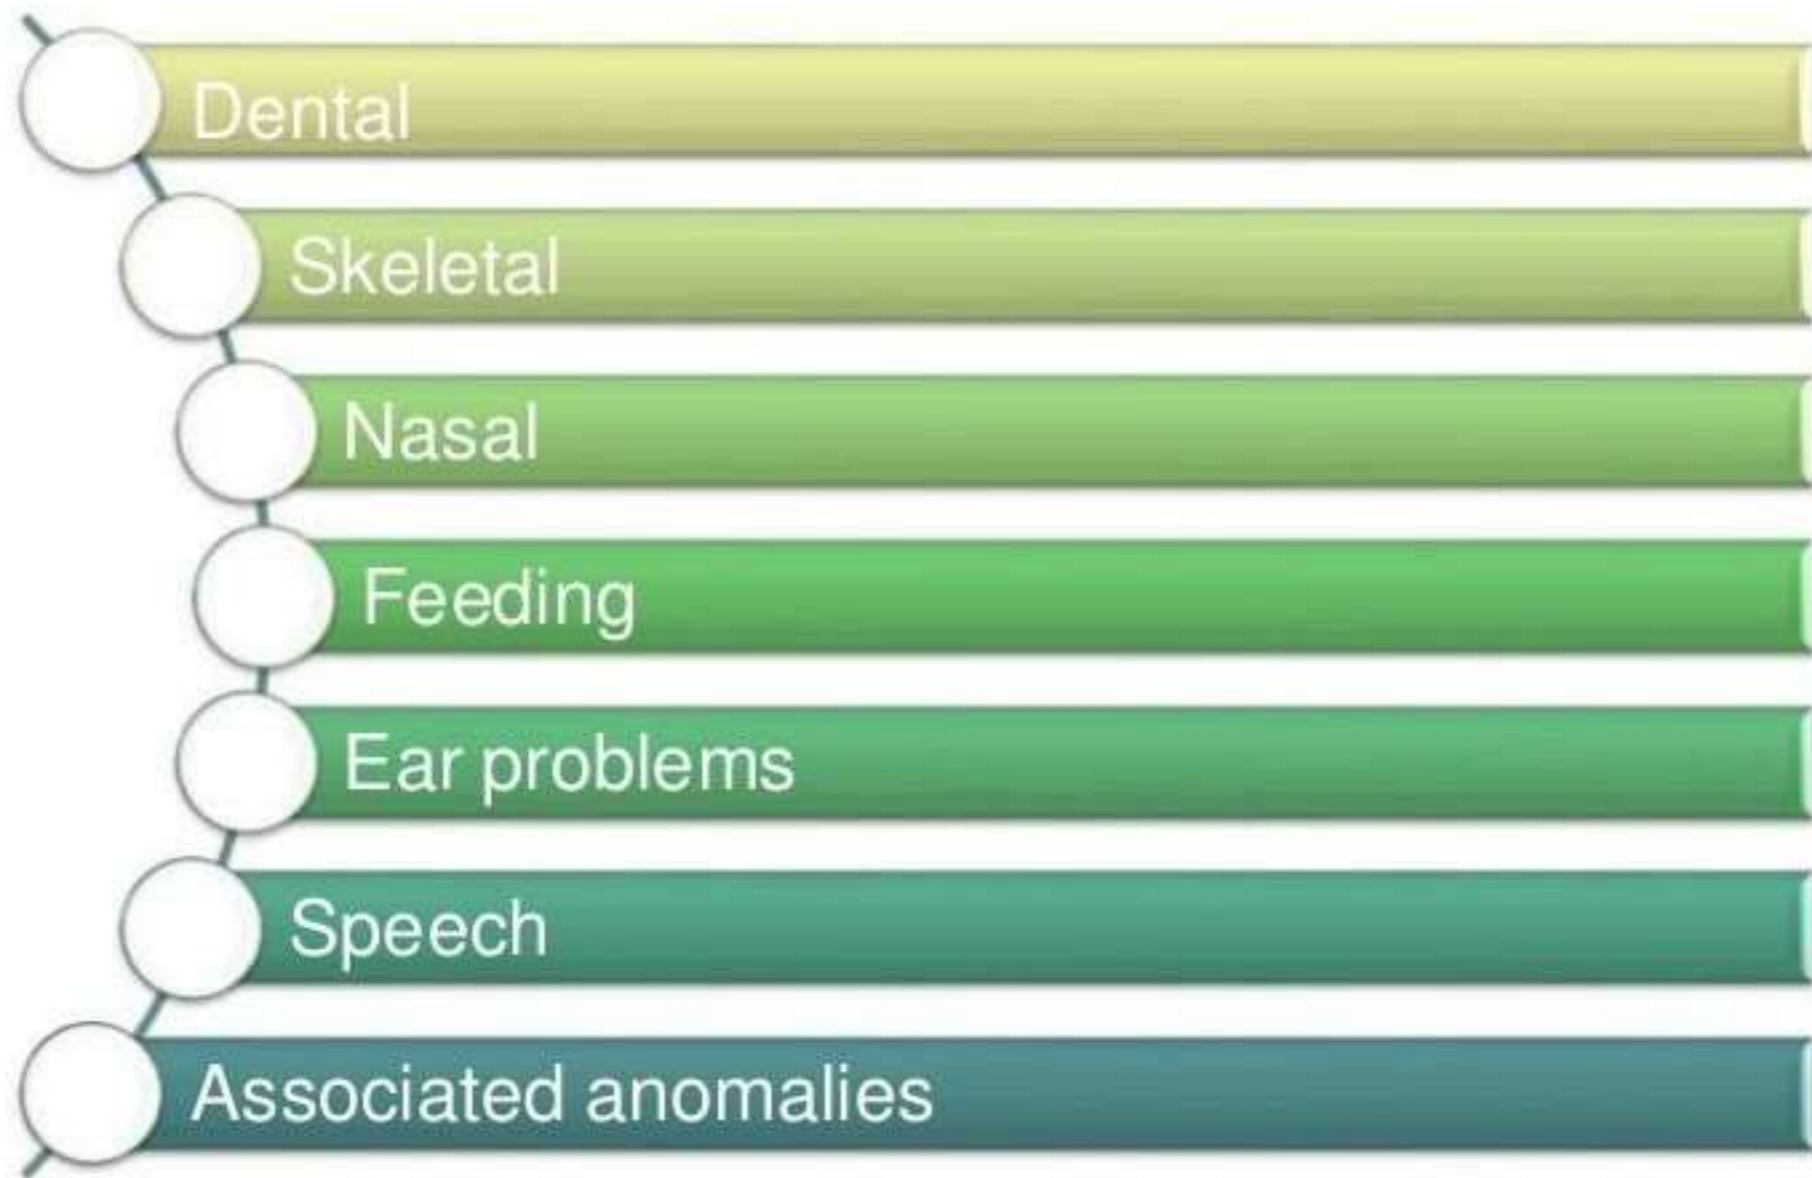 Dental
Skeletal
Nasal
Feeding
Ear problems
Speech
Associated anomalies